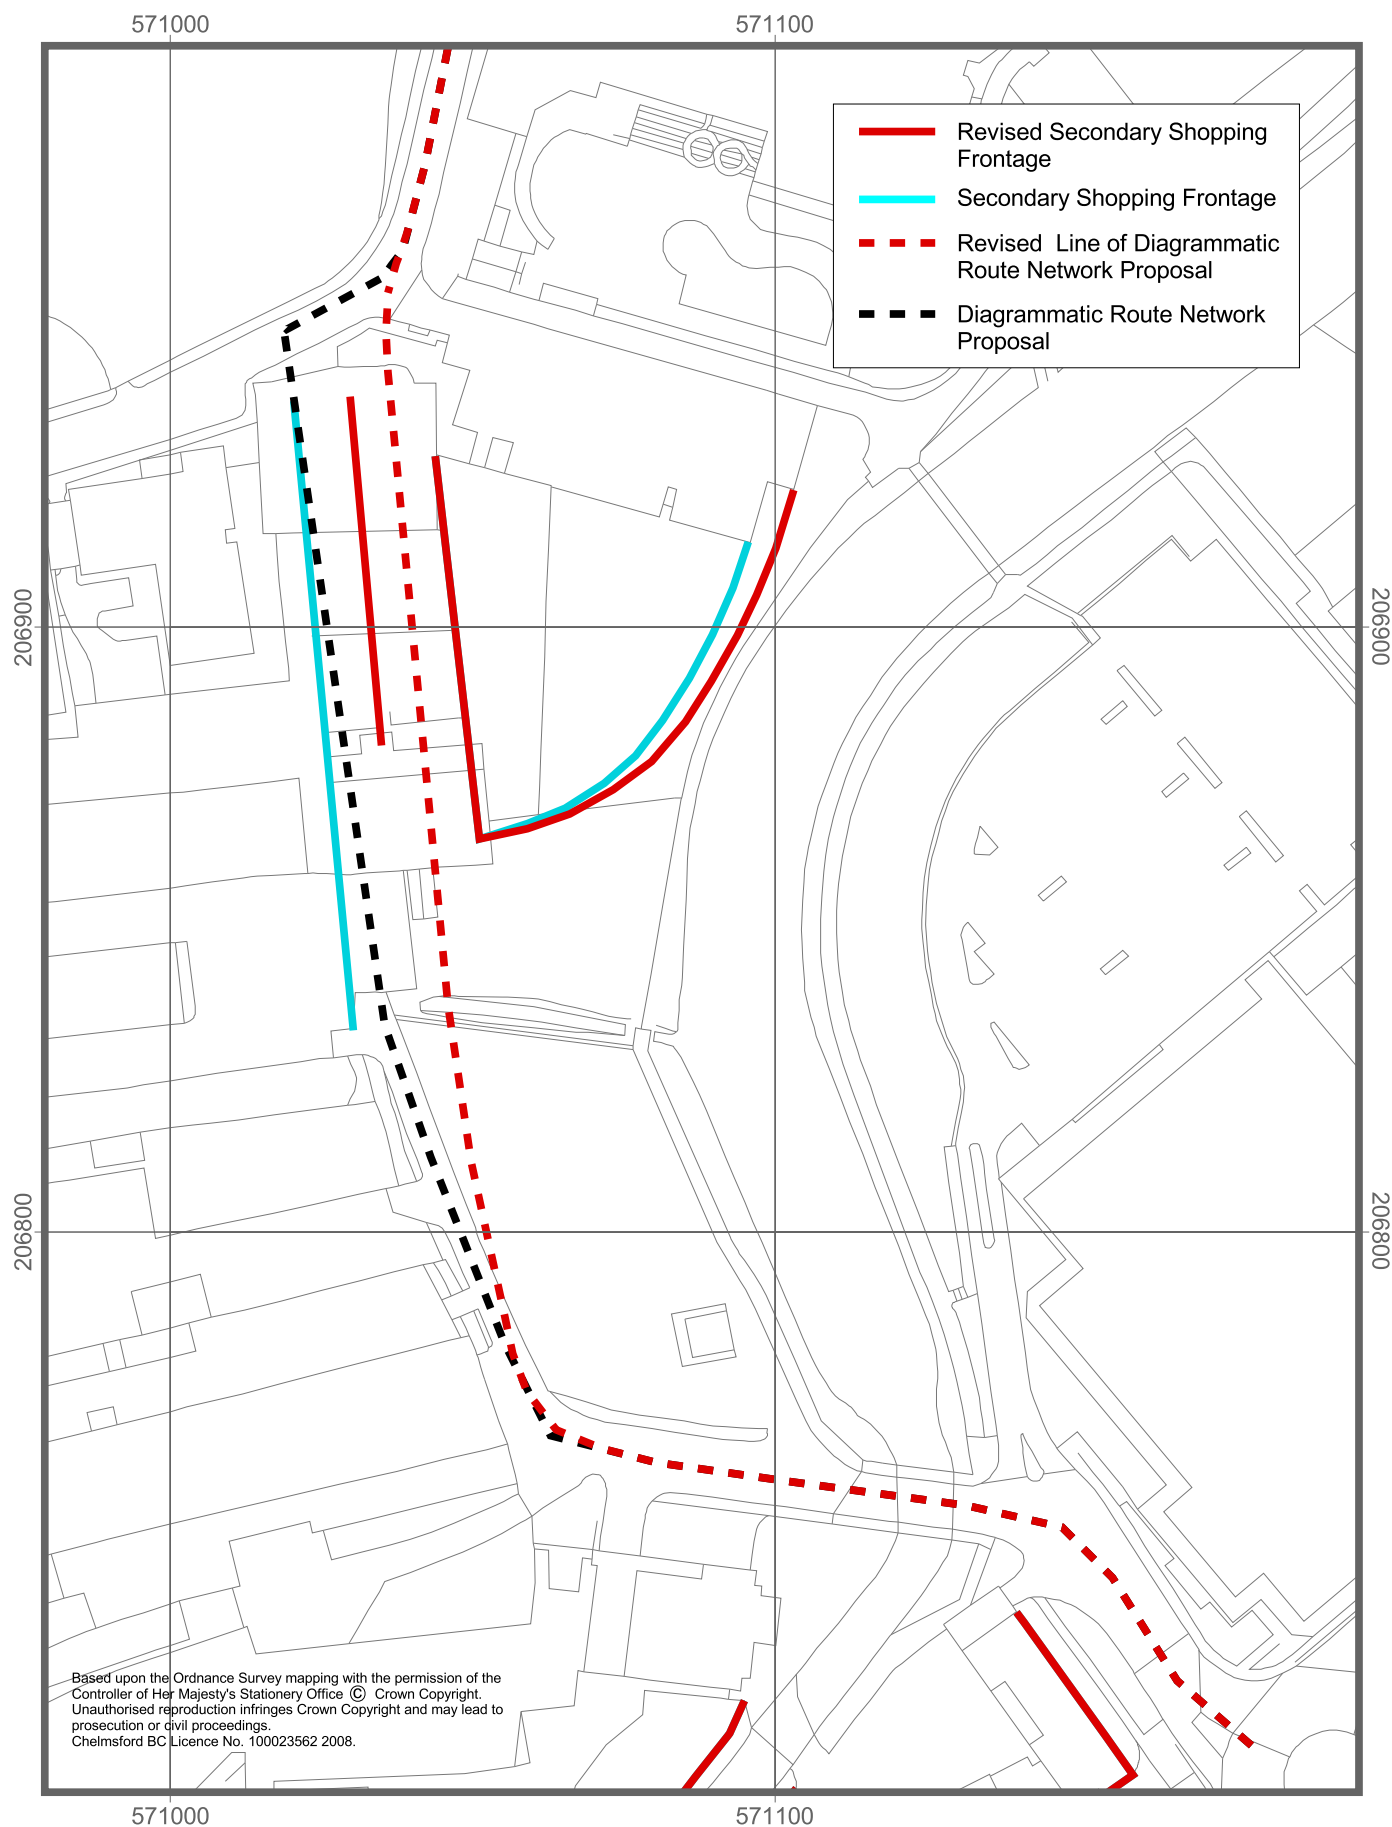 571000
571100
Revised Secondary Shopping
Frontage
Secondary Shopping Frontage
Revised Line of Diagrammatic
Route Network Proposal
Diagrammatic Route Network
Proposal
206900
206900
206800
206800
Based upon the Ordnance Survey mapping with the permission of the
Controller of Her Majesty's Stationery Office © Crown Copyright.
Unauthorised reproduction infringes Crown Copyright and may lead to
prosecution or civil proceedings.
Chelmsford BC Licence No. 100023562 2008.
571000
571100